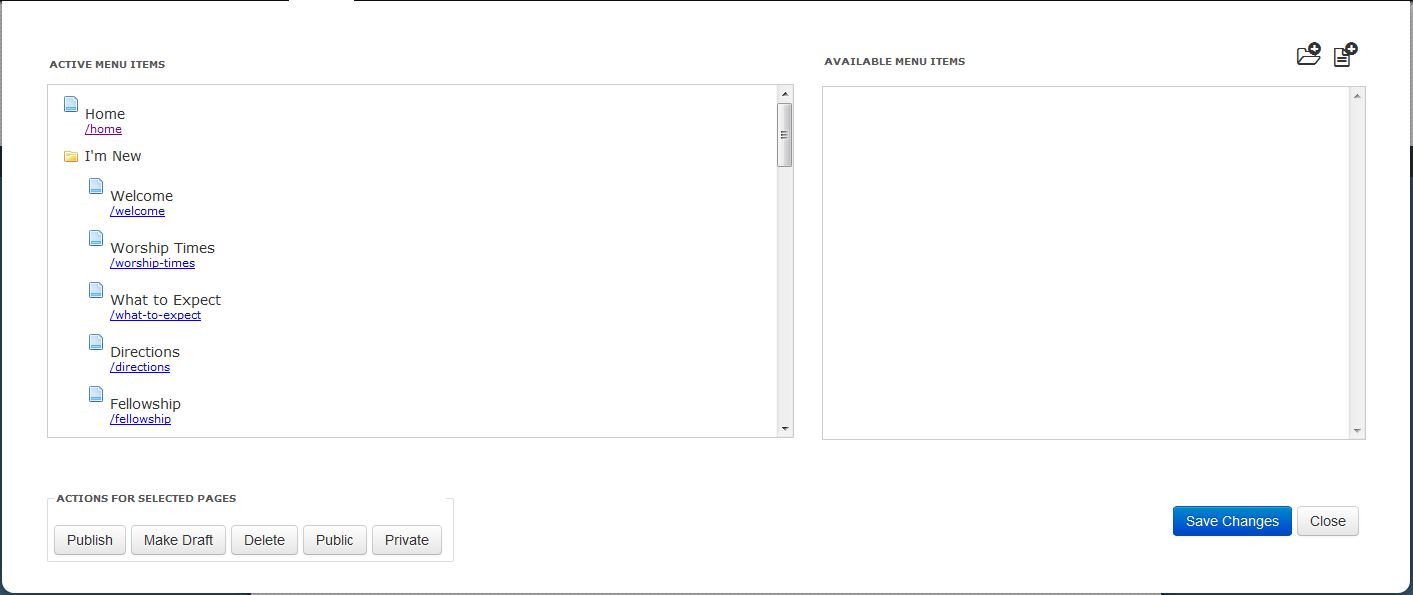 ACTIVE MENU ITEMS
Home
/home
I'm New
Welcome
/welcome
Worship Times
/worship-times
What to Expect
/what-to-expect
Directions
/directions
Fellowship
/fellowship
AVAILABLE MENU ITEMS
ACTIONS FOR SELECTED PAGES
Publish Make Draft Delete Public Private
Save Changes Close